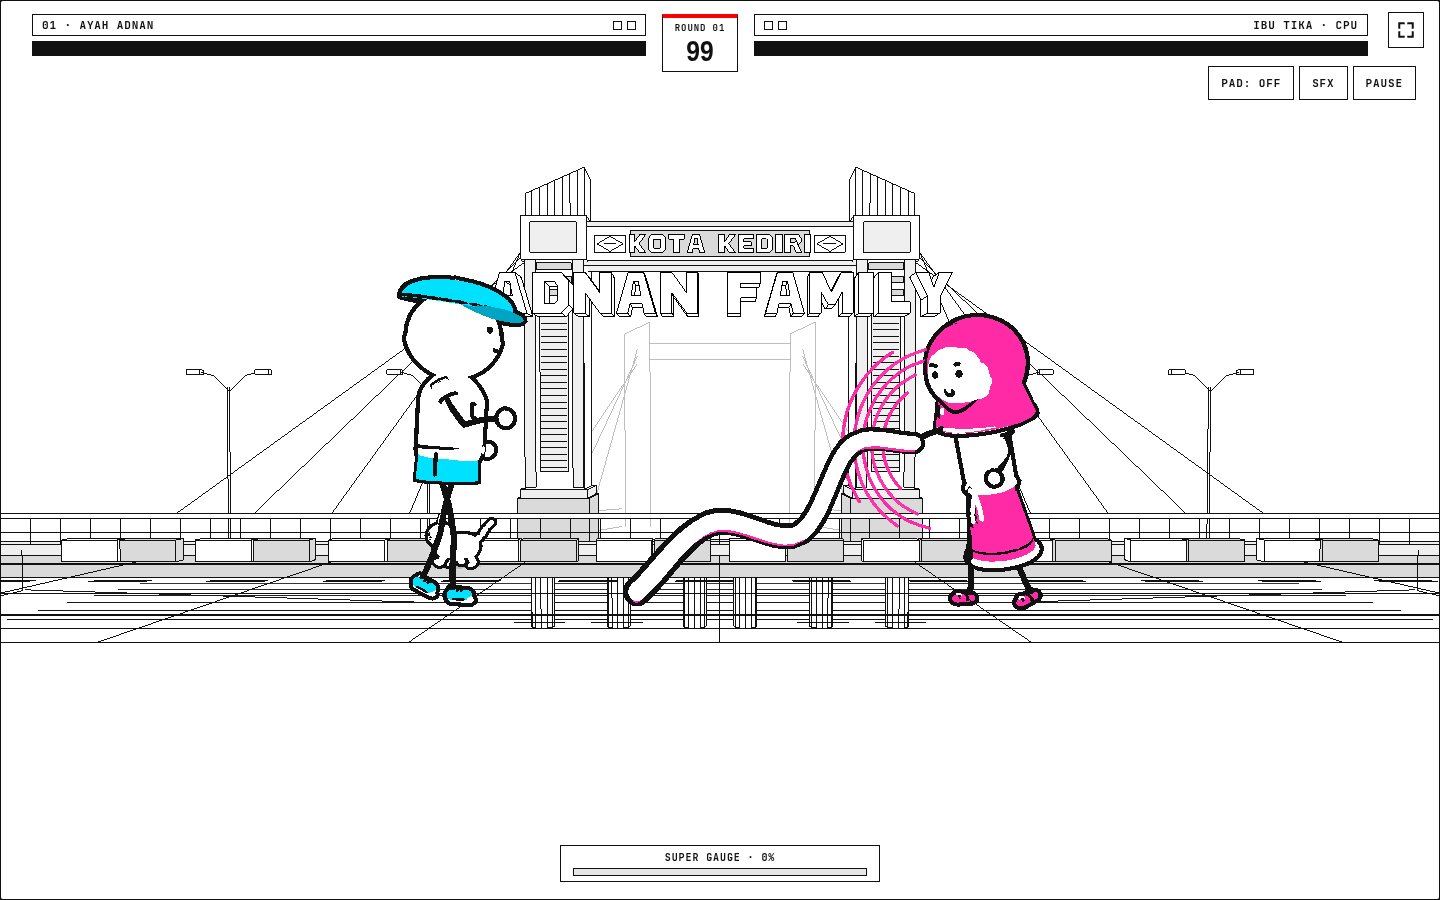 01 · AYAH ADNAN
ROUND 01
99
IBU TIKA · CPU
PAD: OFF
SFX
PAUSE
KOTA KEDIRI
ADNAN FAMILY
SUPER GAUGE · 0%